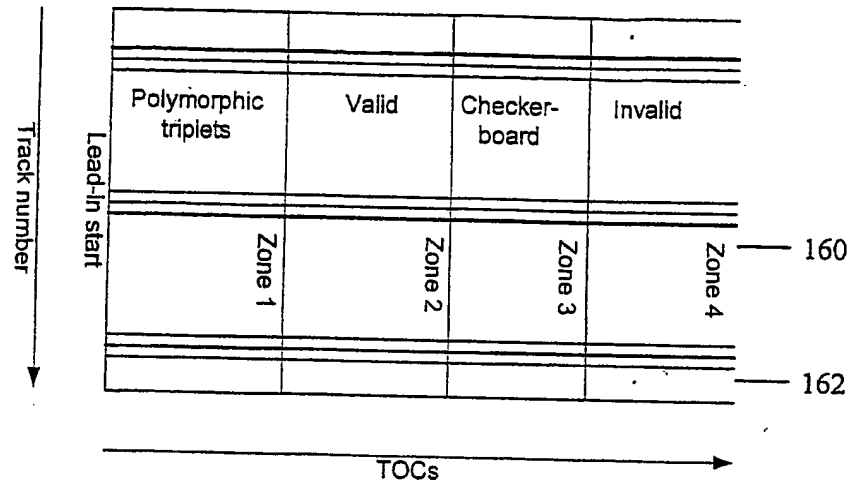 Polymorphic
triplets
Valid
Checker-
board
Invalid
Track number
Lead-In start
Zone 1
Zone 2
Zone 3
Zone 4
160
162
TOCs